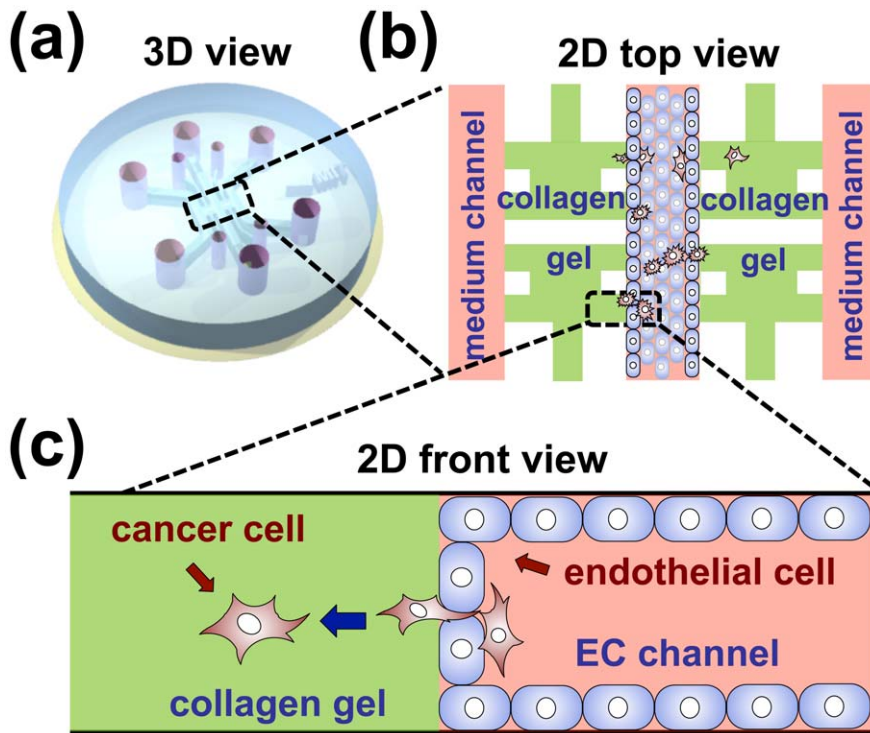 (a)
3D view
(b)
2D top view
medium channel
collagen
gel
collagen
gel
medium channel
(c)
2D front view
cancer cell
endothelial cell
EC channel
collagen gel